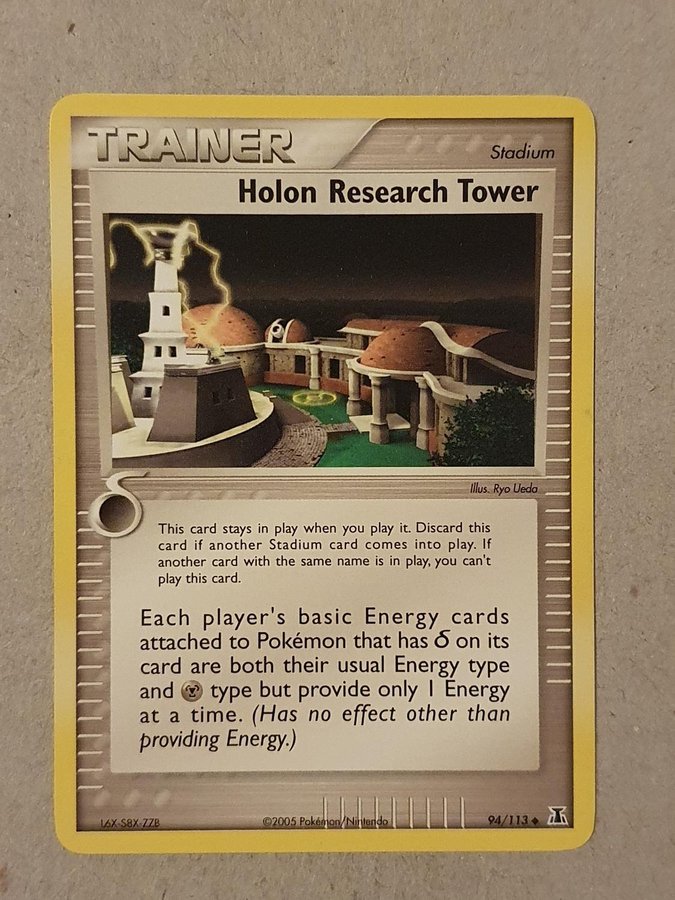 TRAINER
Stadium
Holon Research Tower
Illus. Ryo Ueda
This card stays in play when you play it. Discard this
card if another Stadium card comes into play. If
another card with the same name is in play, you can't
play this card.
Each player's basic Energy cards
attached to Pokémon that has δ on its
card are both their usual Energy type
and type but provide only 1 Energy
at a time. (Has no effect other than
providing Energy.)
L6X-S8X-ZZB
©2005 Pokémon/Nintendo
94/113 ◆